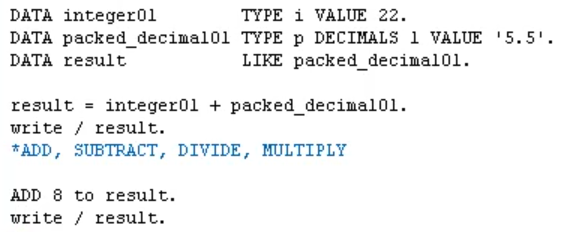 DATA integer01 TYPE i VALUE 22.
DATA packed_decimal01 TYPE p DECIMALS 1 VALUE '5.5'.
DATA result LIKE packed_decimal01.
result = integer01 + packed_decimal01.
write / result.
*ADD, SUBTRACT, DIVIDE, MULTIPLY
ADD 8 to result.
write / result.